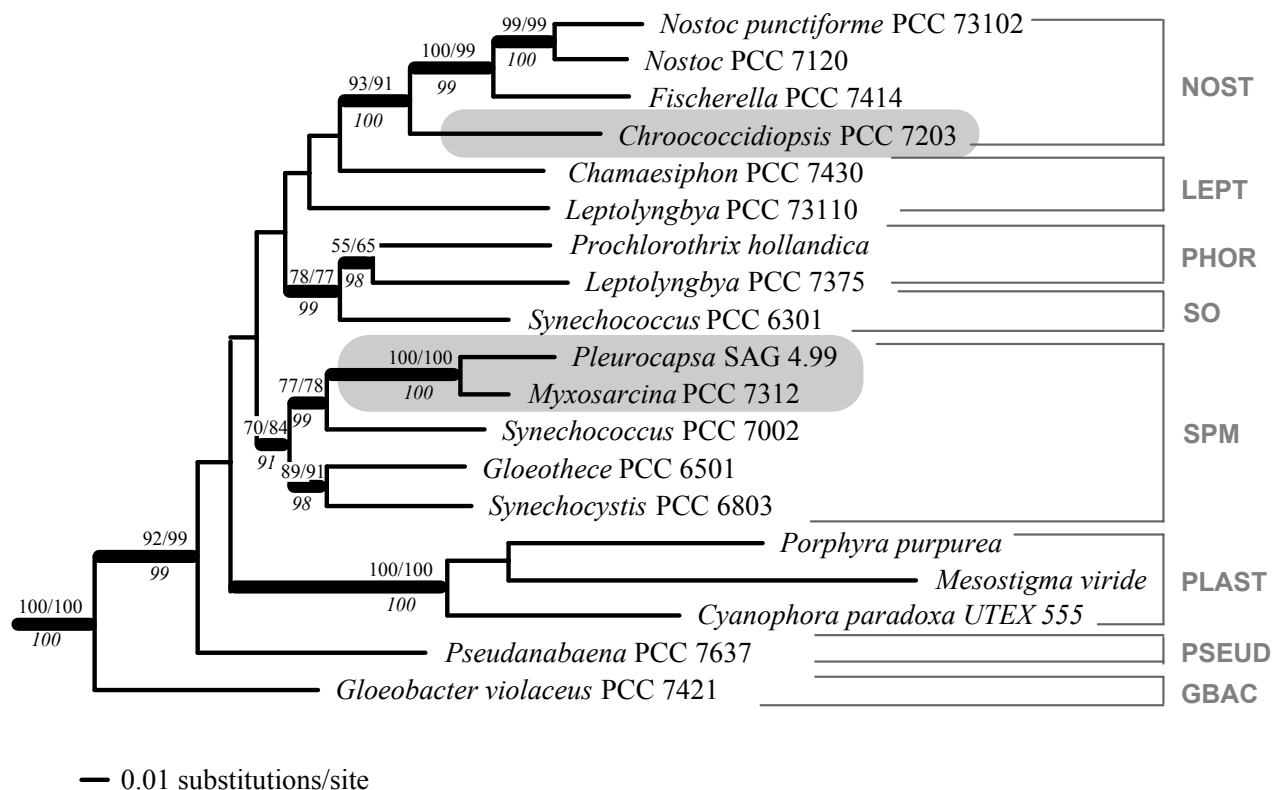 99/99
Nostoc punctiforme PCC 73102
100/99
100
Nostoc PCC 7120
NOST
93/91
99
Fischerella PCC 7414
100
Chroococcidiopsis PCC 7203
Chamaesiphon PCC 7430
LEPT
Leptolyngbya PCC 73110
55/65
Prochlorothrix hollandica
PHOR
78/77
98
Leptolyngbya PCC 7375
99
Synechococcus PCC 6301
SO
100/100
Pleurocapsa SAG 4.99
77/78
100
Myxosarcina PCC 7312
99
70/84
Synechococcus PCC 7002
SPM
91
89/91
Gloeothece PCC 6501
98
Synechocystis PCC 6803
92/99
Porphyra purpurea
99
100/100
Mesostigma viride
PLAST
100/100
100
Cyanophora paradoxa UTEX 555
100
Pseudanabaena PCC 7637
PSEUD
Gloeobacter violaceus PCC 7421
GBAC
0.01 substitutions/site